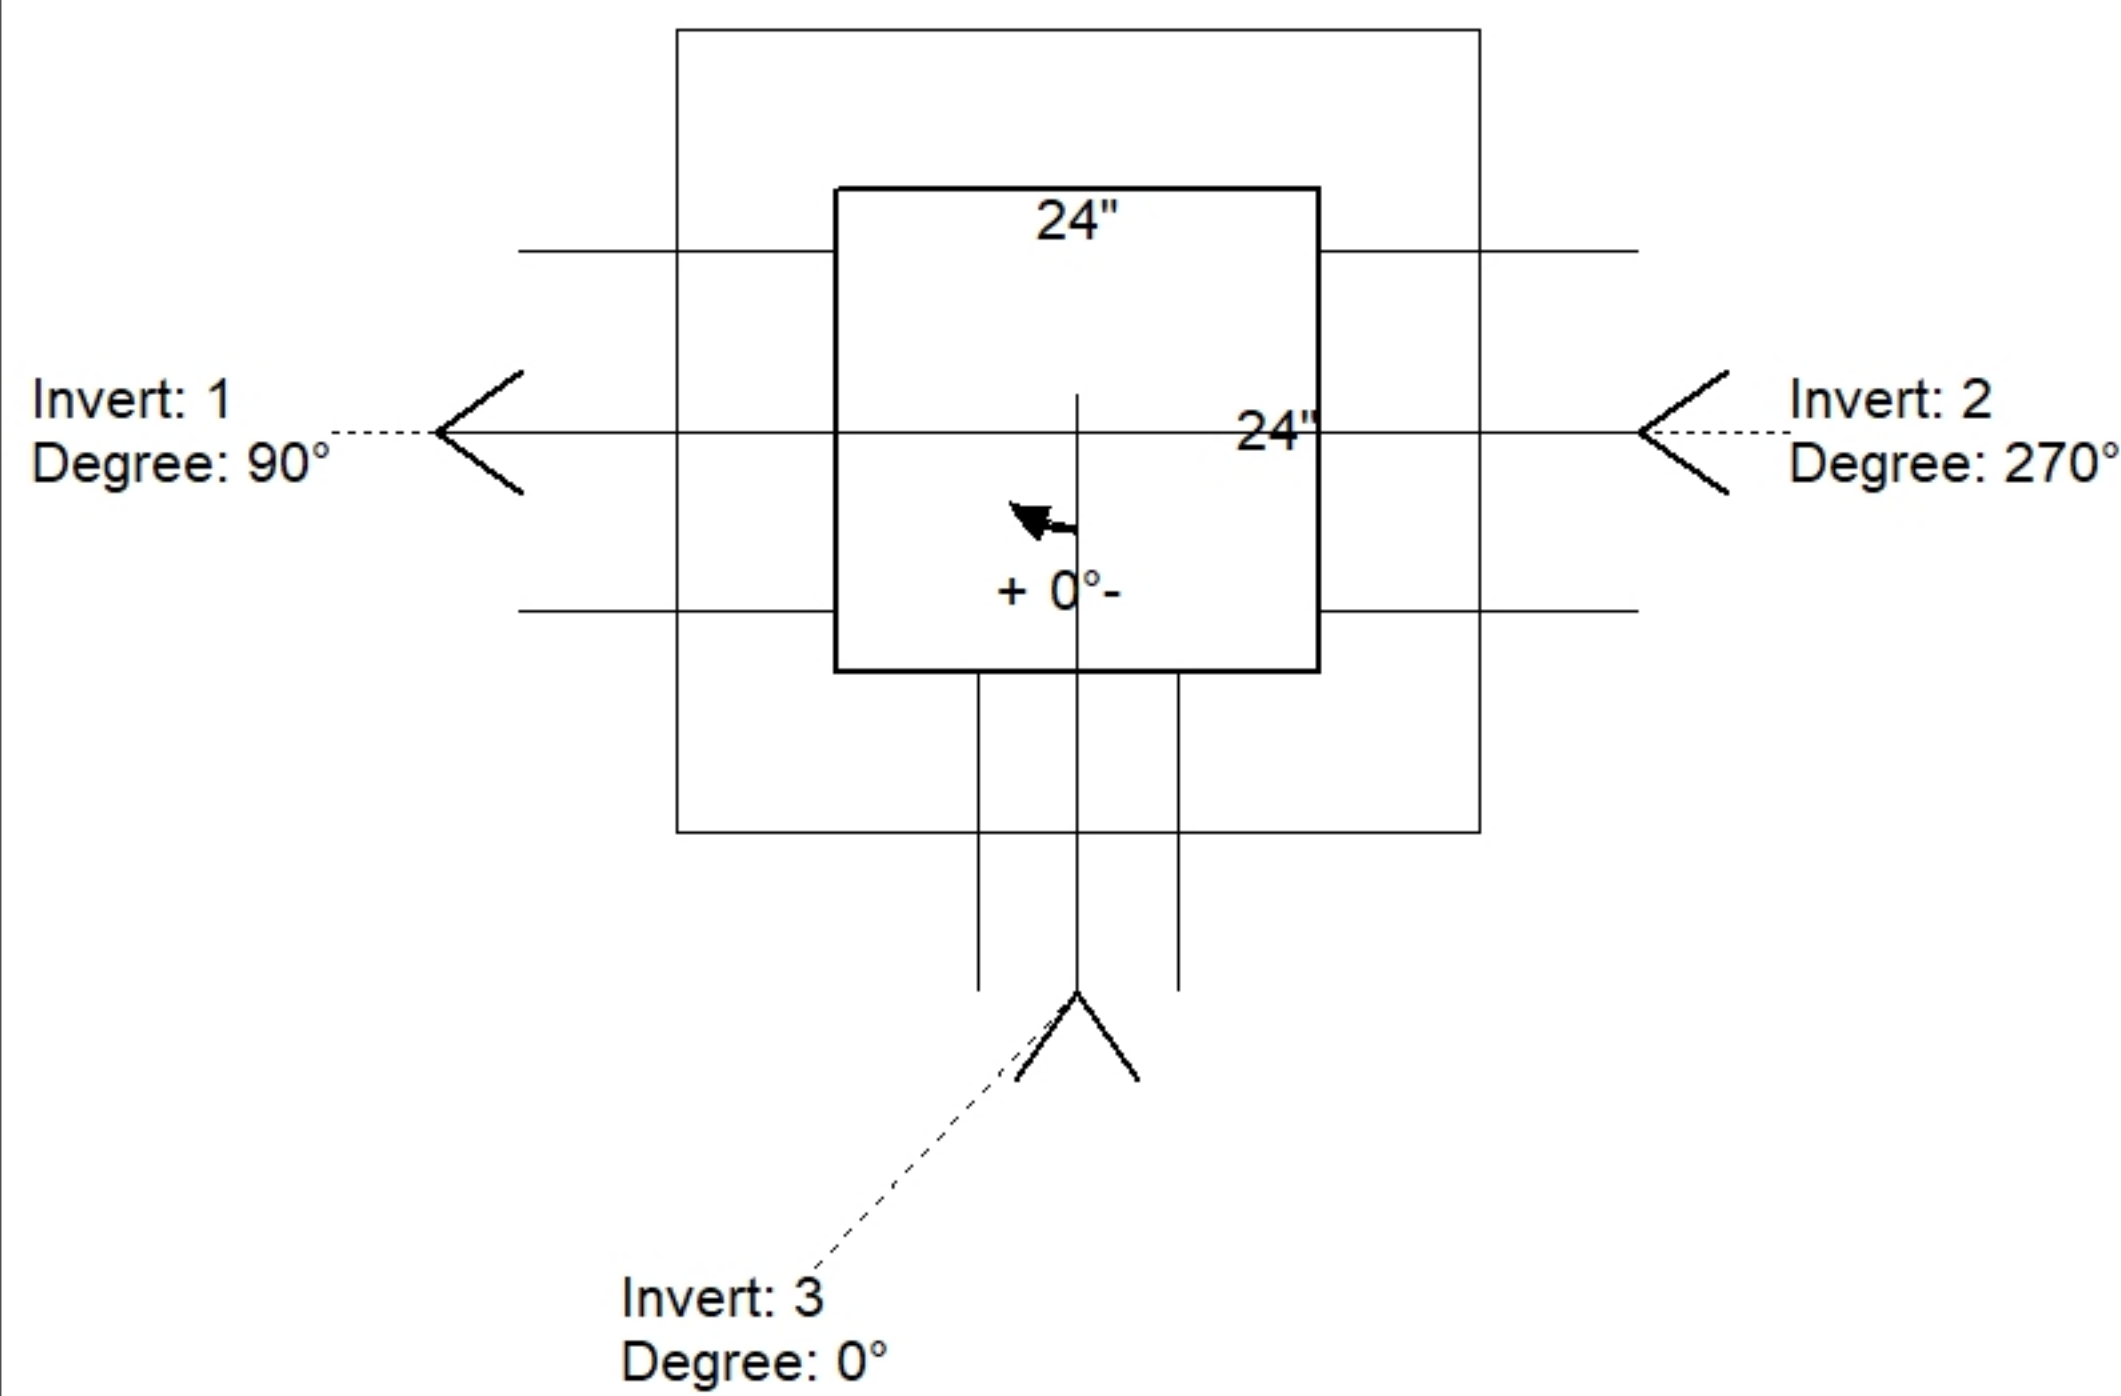 24"
Invert: 1
Degree: 90°
24"
Invert: 2
Degree: 270°
+ 0°-
Invert: 3
Degree: 0°